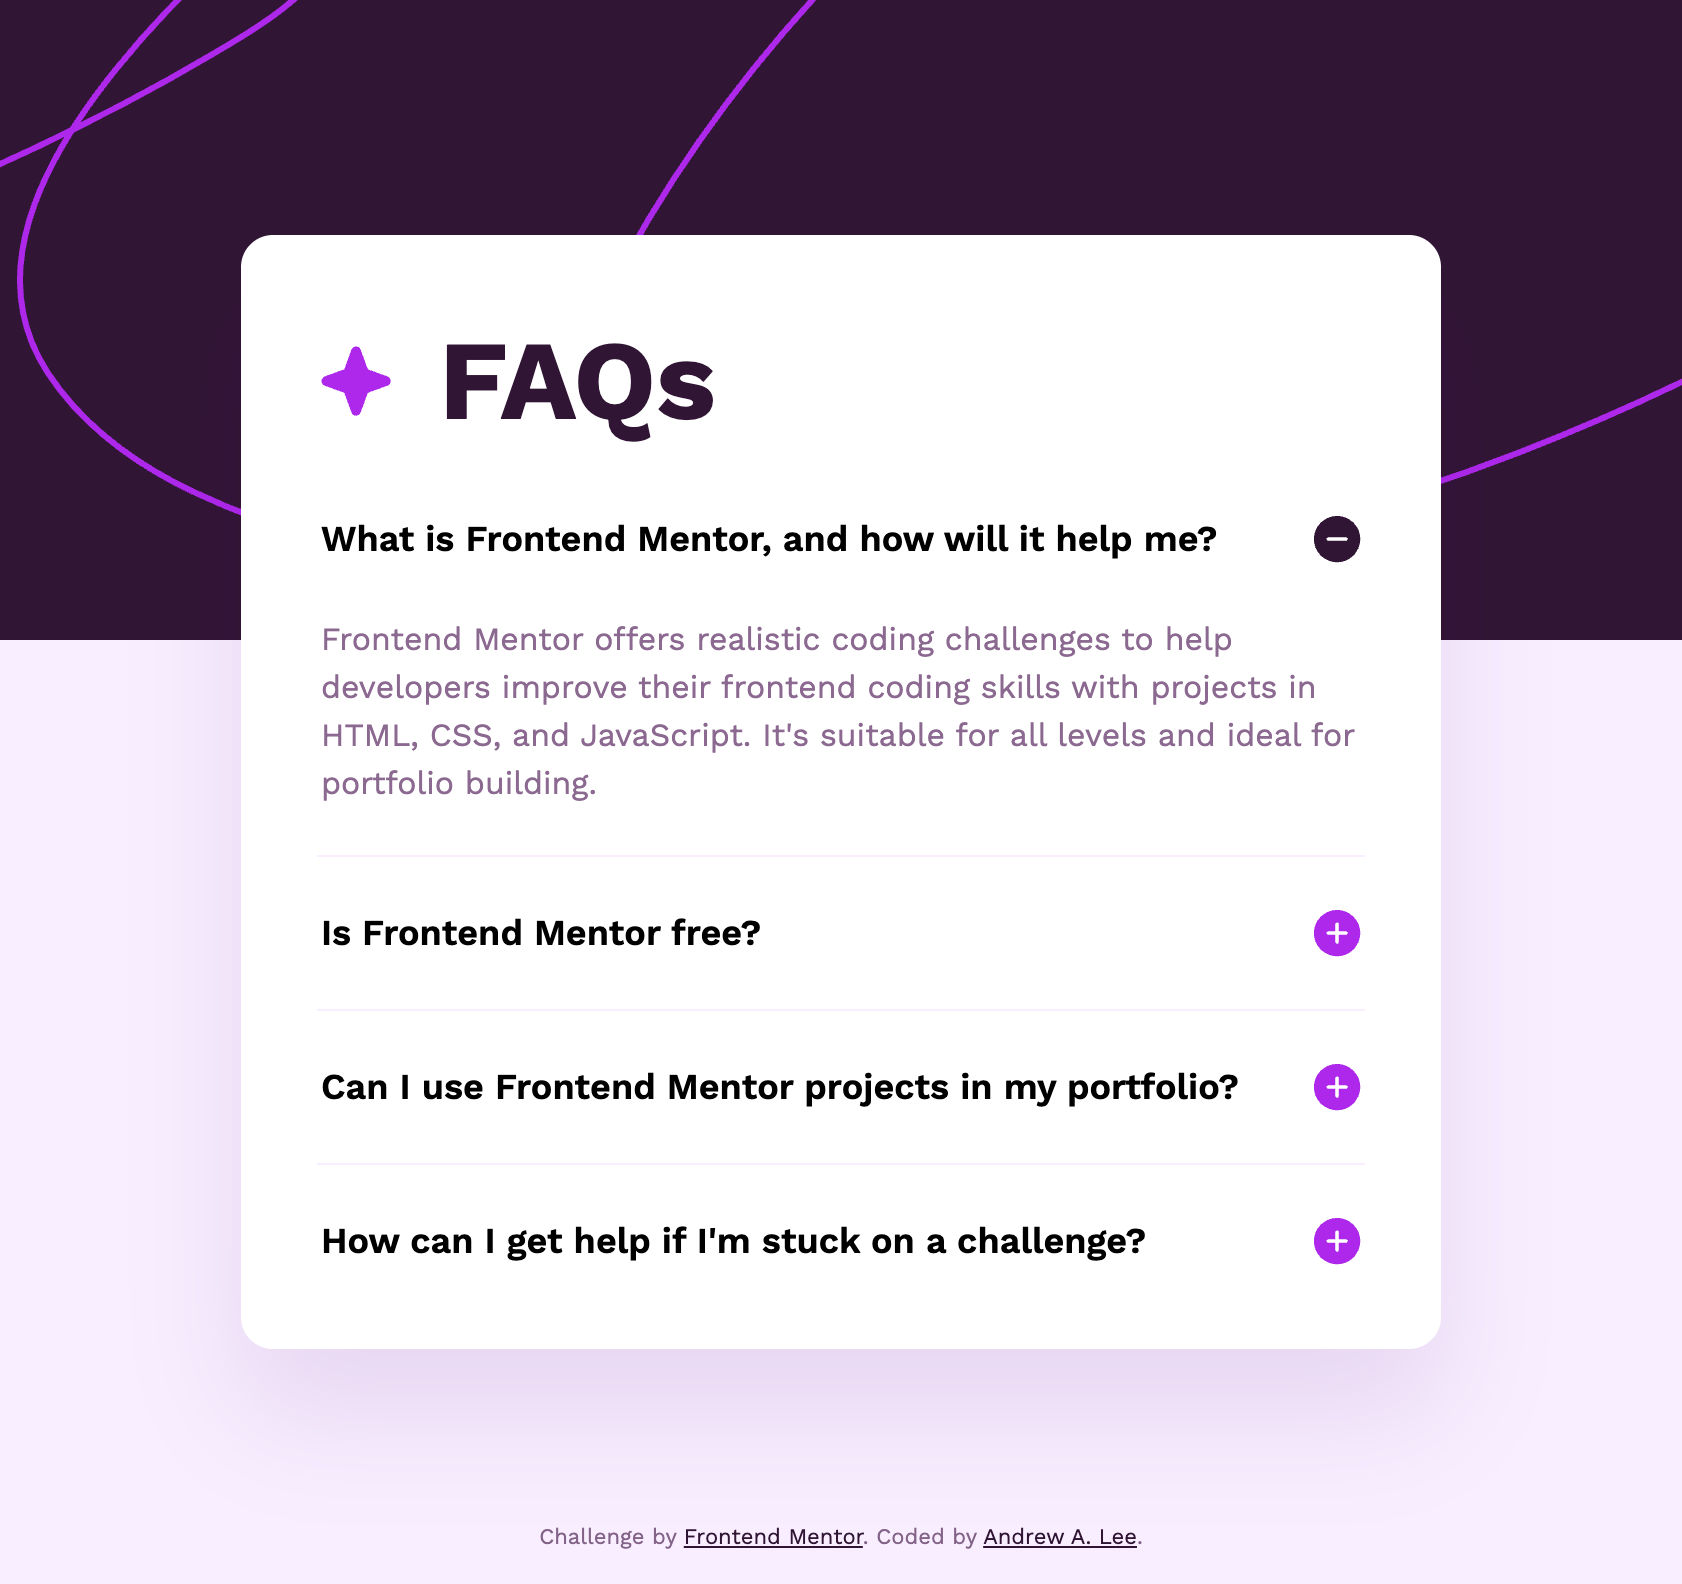 FAQs
What is Frontend Mentor, and how will it help me?
Frontend Mentor offers realistic coding challenges to help
developers improve their frontend coding skills with projects in
HTML, CSS, and JavaScript. It's suitable for all levels and ideal for
portfolio building.
Is Frontend Mentor free?
Can I use Frontend Mentor projects in my portfolio?
How can I get help if I'm stuck on a challenge?
Challenge by Frontend Mentor. Coded by Andrew A. Lee.